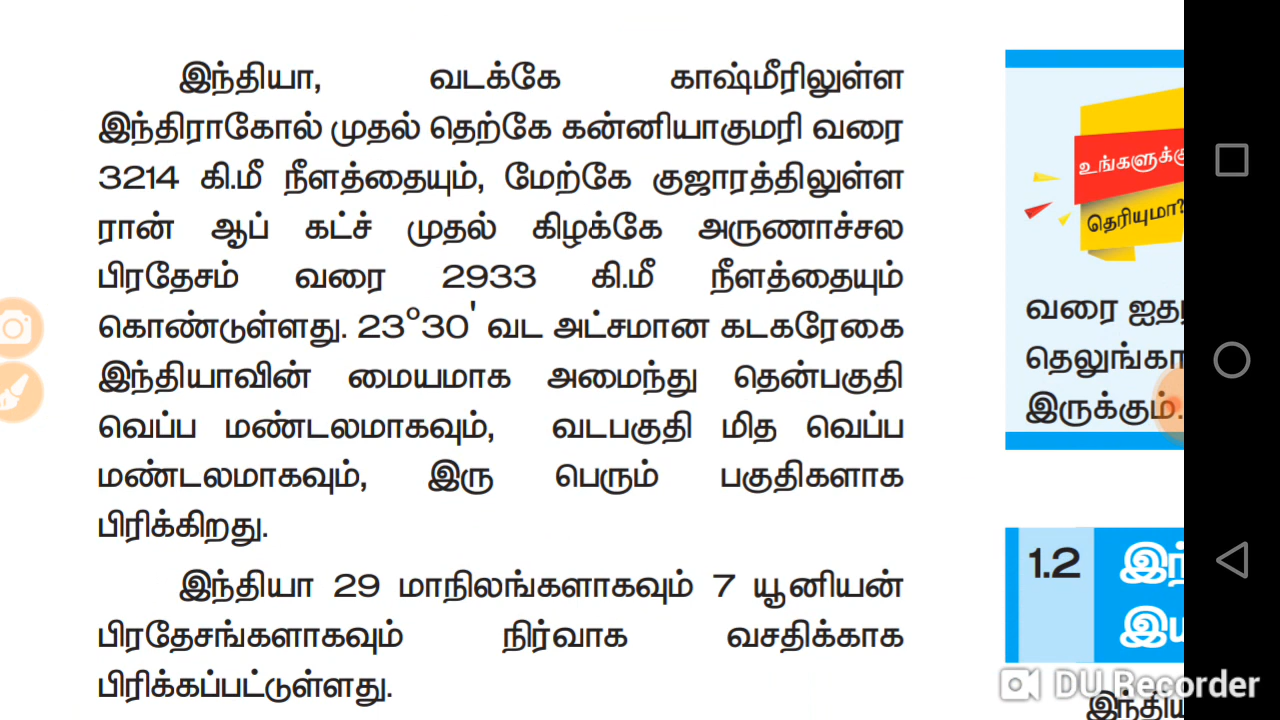 இந்தியா, வடக்கே காஷ்மீரிலுள்ள
இந்திராகோல் முதல் தெற்கே கன்னியாகுமரி வரை
3214 கி.மீ நீளத்தையும், மேற்கே குஜராத்திலுள்ள
ரான் ஆப் கட்ச் முதல் கிழக்கே அருணாச்சல
பிரதேசம் வரை 2933 கி.மீ நீளத்தையும்
கொண்டுள்ளது. 23°30' வட அட்சமான கடகரேகை
இந்தியாவின் மையமாக அமைந்து தென்பகுதி
வெப்ப மண்டலமாகவும், வடபகுதி மித வெப்ப
மண்டலமாகவும், இரு பெரும் பகுதிகளாக
பிரிக்கிறது.
இந்தியா 29 மாநிலங்களாகவும் 7 யூனியன்
பிரதேசங்களாகவும் நிர்வாக வசதிக்காக
பிரிக்கப்பட்டுள்ளது.
உங்களுக்கு
தெரியுமா?
வரை
இருக்கும்.
1.2
DU Recorder